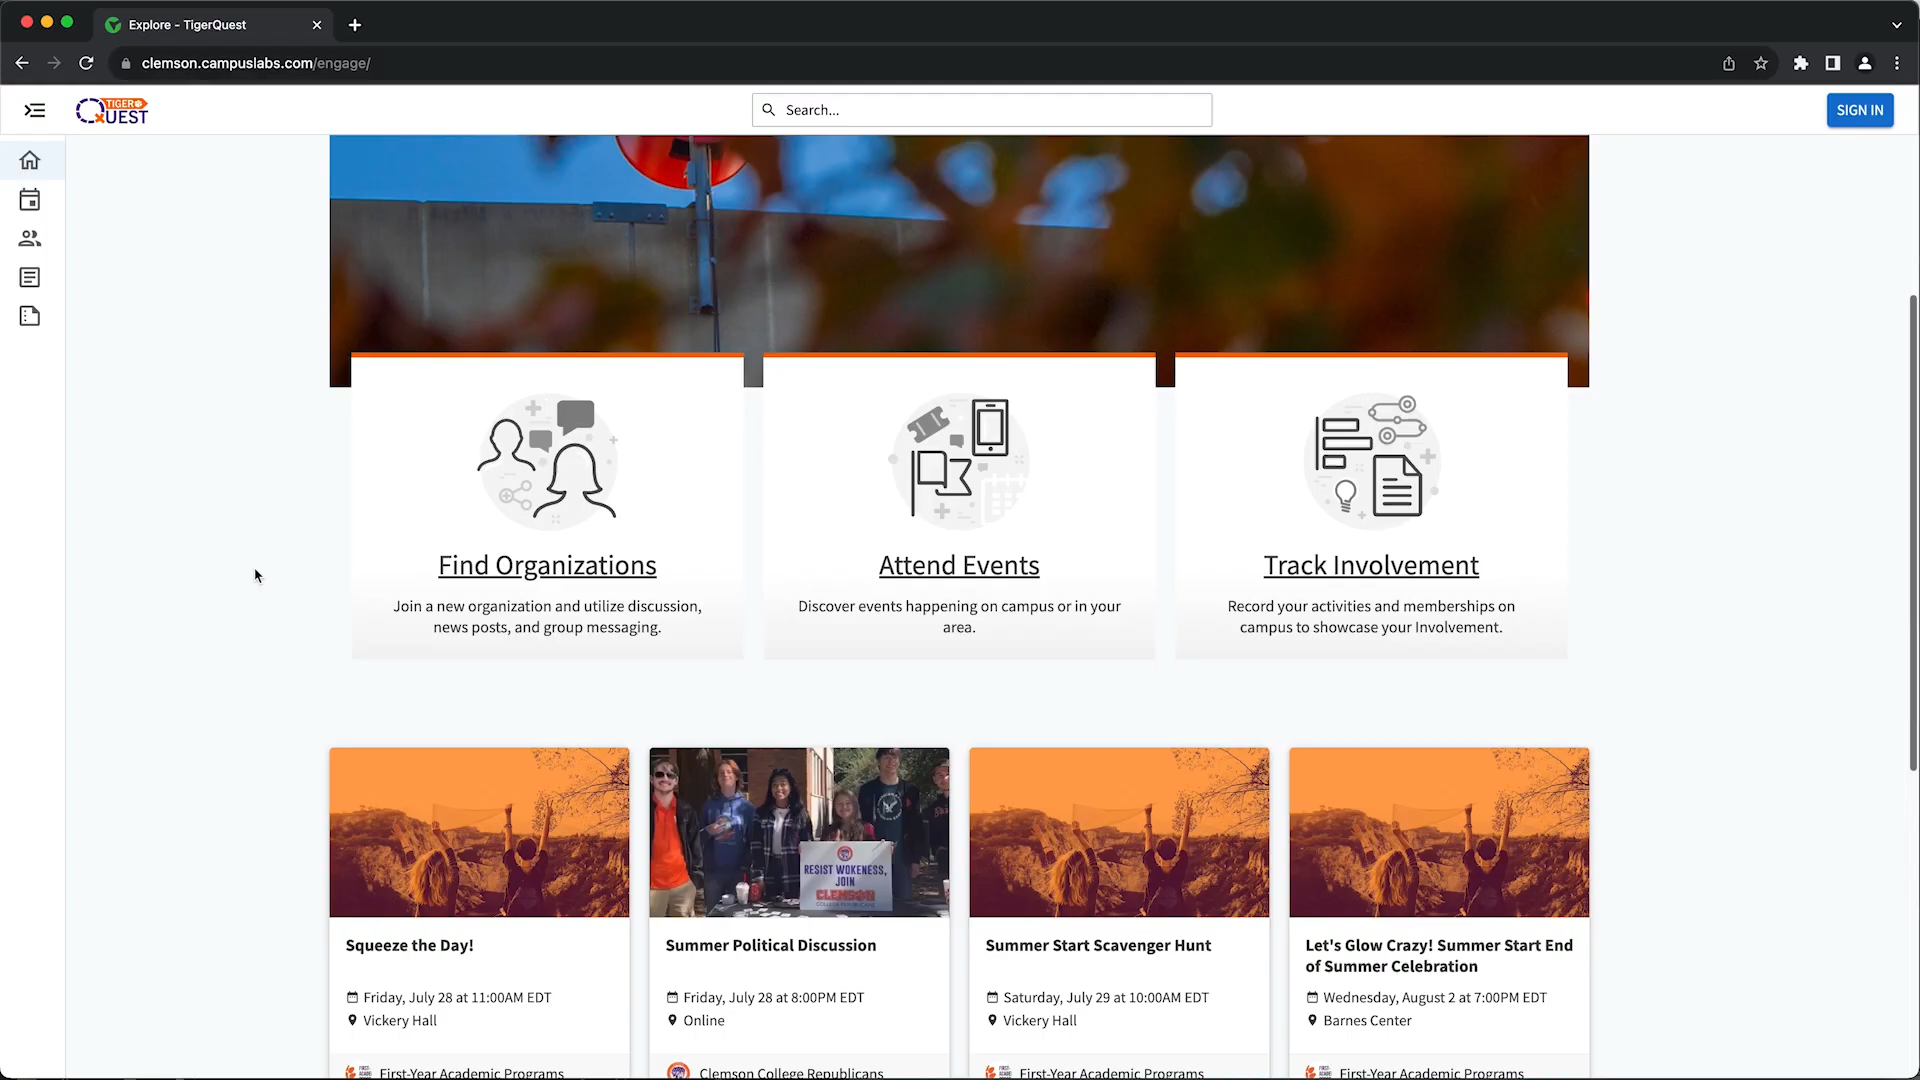 Explore - TigerQuest
clemson.campuslabs.com/engage/
TIGER
QUEST
Search...
SIGN IN
Find Organizations
Join a new organization and utilize discussion,
news posts, and group messaging.
Attend Events
Discover events happening on campus or in your
area.
Track Involvement
Record your activities and memberships on
campus to showcase your Involvement.
RESIST WOKENESS,
JOIN
CLEMSON
COLLEGE REPUBLICANS
Squeeze the Day!
Friday, July 28 at 11:00AM EDT
Vickery Hall
First-Year Academic Programs
Summer Political Discussion
Friday, July 28 at 8:00PM EDT
Online
Clemson College Republicans
Summer Start Scavenger Hunt
Saturday, July 29 at 10:00AM EDT
Vickery Hall
First-Year Academic Programs
Let's Glow Crazy! Summer Start End
of Summer Celebration
Wednesday, August 2 at 7:00PM EDT
Barnes Center
First-Year Academic Programs